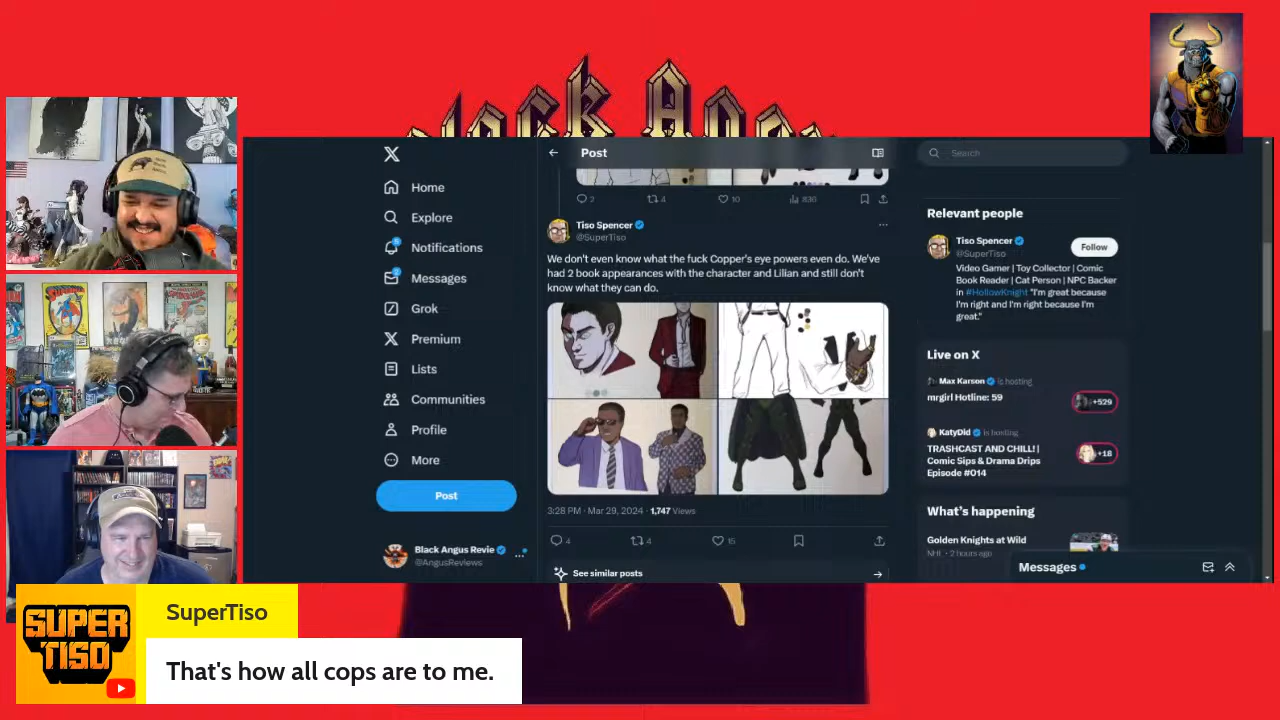 Black Angus
X
Home
Explore
Notifications
Messages
Grok
Premium
Lists
Communities
Profile
More
Post
Black Angus Revie
@AngusReviews
Post
2 4 10 836
Tiso Spencer
@SuperTiso
We don't even know what the fuck Copper's eye powers even do. We've
had 2 book appearances with the character and Lilian and still don't
know what they can do.
3:28 PM · Mar 29, 2024 · 1,747 Views
4 4 15
See similar posts
Search
Relevant people
Tiso Spencer
@SuperTiso
Follow
Video Gamer | Toy Collector | Comic
Book Reader | Cat Person | NPC Backer
in #HollowKnight "I'm great because
I'm right and I'm right because I'm
great."
Live on X
Max Karson is hosting
mrgirl Hotline: 59
+529
KatyDid is hosting
TRASHCAST AND CHILL! |
Comic Sips & Drama Drips
Episode #014
+18
What's happening
Golden Knights at Wild
NHL · 2 hours ago
Messages
SUPER
TISO
SuperTiso
That's how all cops are to me.